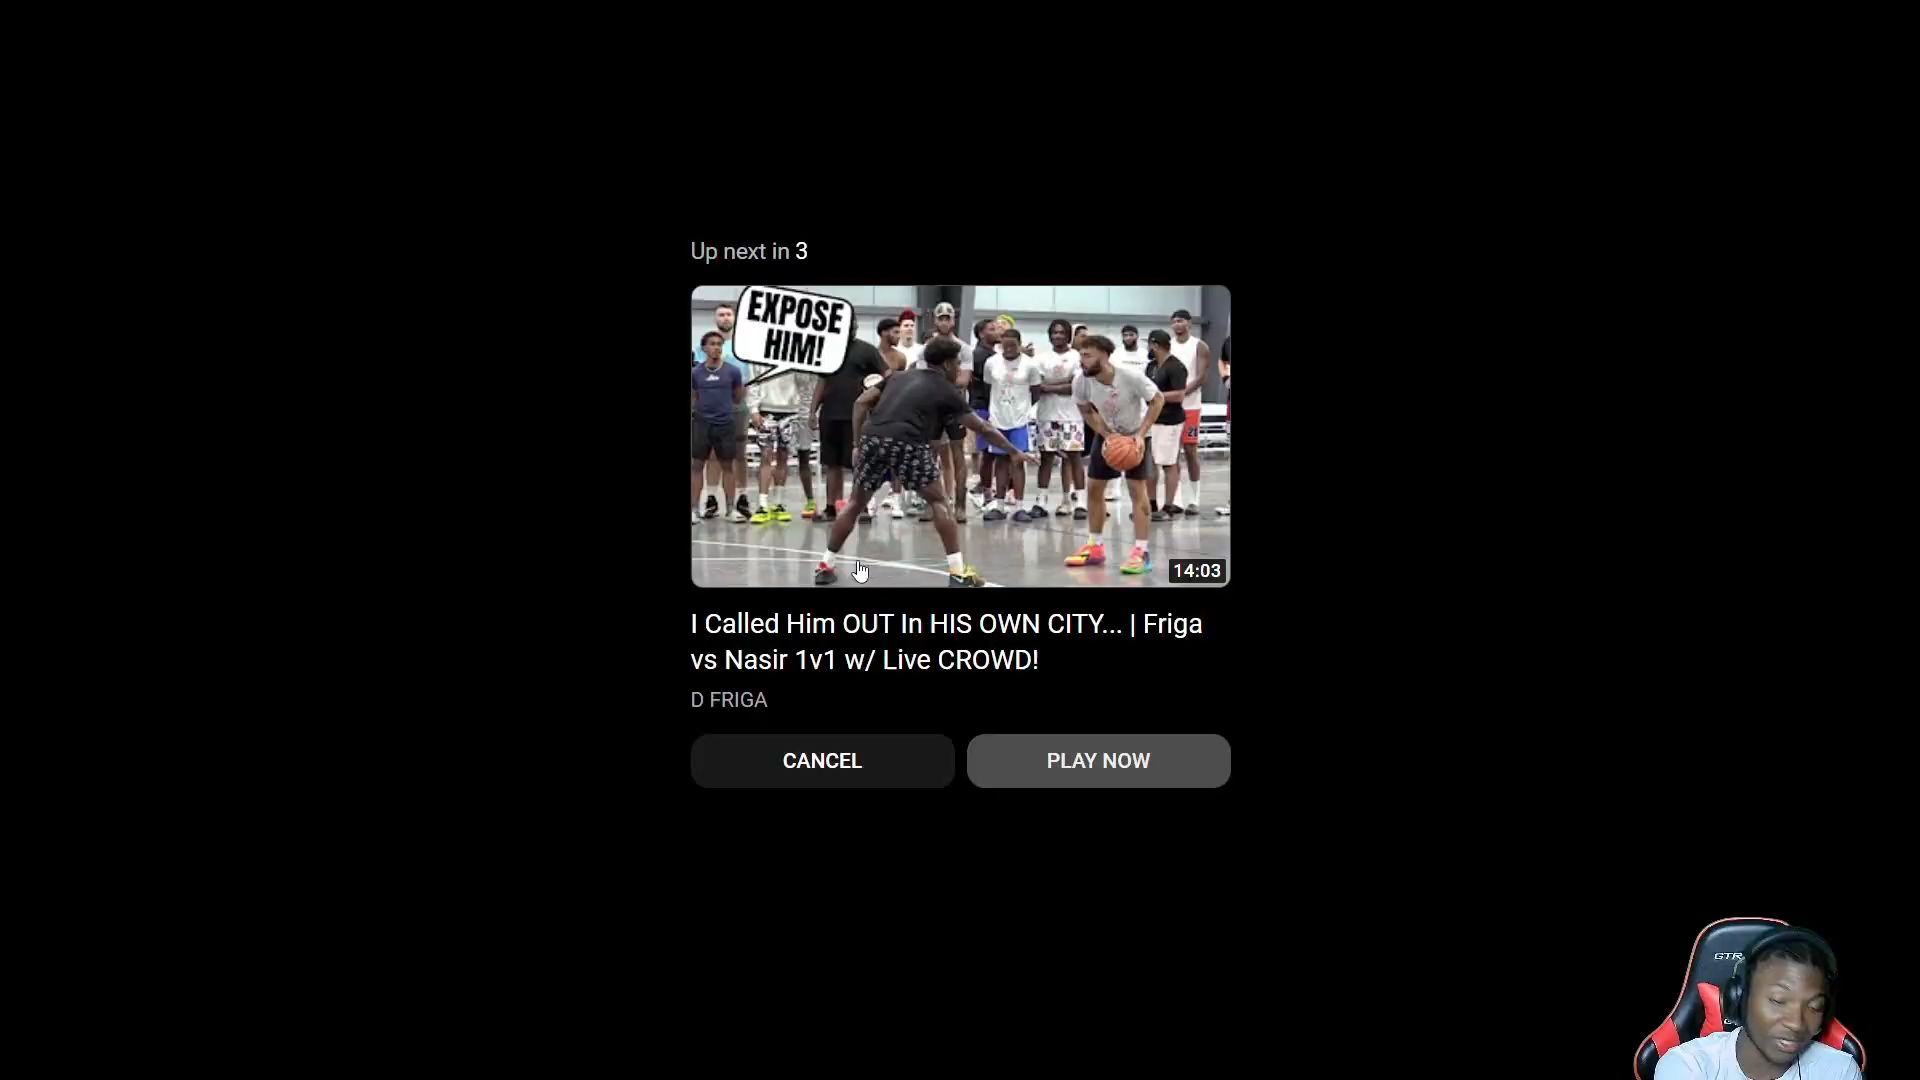 Up next in 3
EXPOSE
HIM!
14:03
I Called Him OUT In HIS OWN CITY... | Friga
vs Nasir 1v1 w/ Live CROWD!
D FRIGA
CANCEL
PLAY NOW
GTR